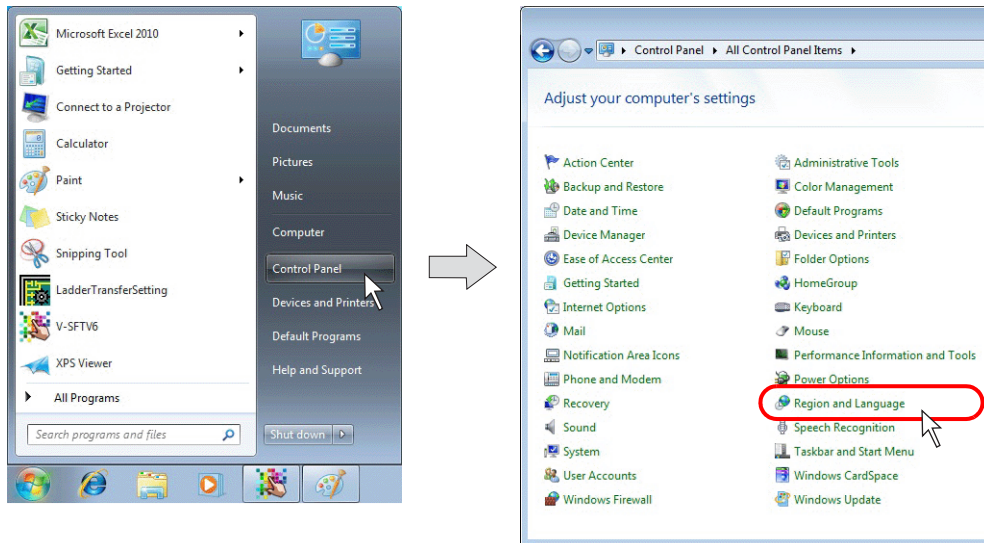 Microsoft Excel 2010
Getting Started
Connect to a Projector
Calculator
Paint
Sticky Notes
Snipping Tool
LadderTransferSetting
V-SFTV6
XPS Viewer
All Programs
Search programs and files
Documents
Pictures
Music
Computer
Control Panel
Devices and Printers
Default Programs
Help and Support
Shut down
Control Panel All Control Panel Items
Adjust your computer's settings
Action Center
Backup and Restore
Date and Time
Device Manager
Ease of Access Center
Getting Started
Internet Options
Mail
Notification Area Icons
Phone and Modem
Recovery
Sound
System
User Accounts
Windows Firewall
Administrative Tools
Color Management
Default Programs
Devices and Printers
Folder Options
HomeGroup
Keyboard
Mouse
Performance Information and Tools
Power Options
Region and Language
Speech Recognition
Taskbar and Start Menu
Windows CardSpace
Windows Update